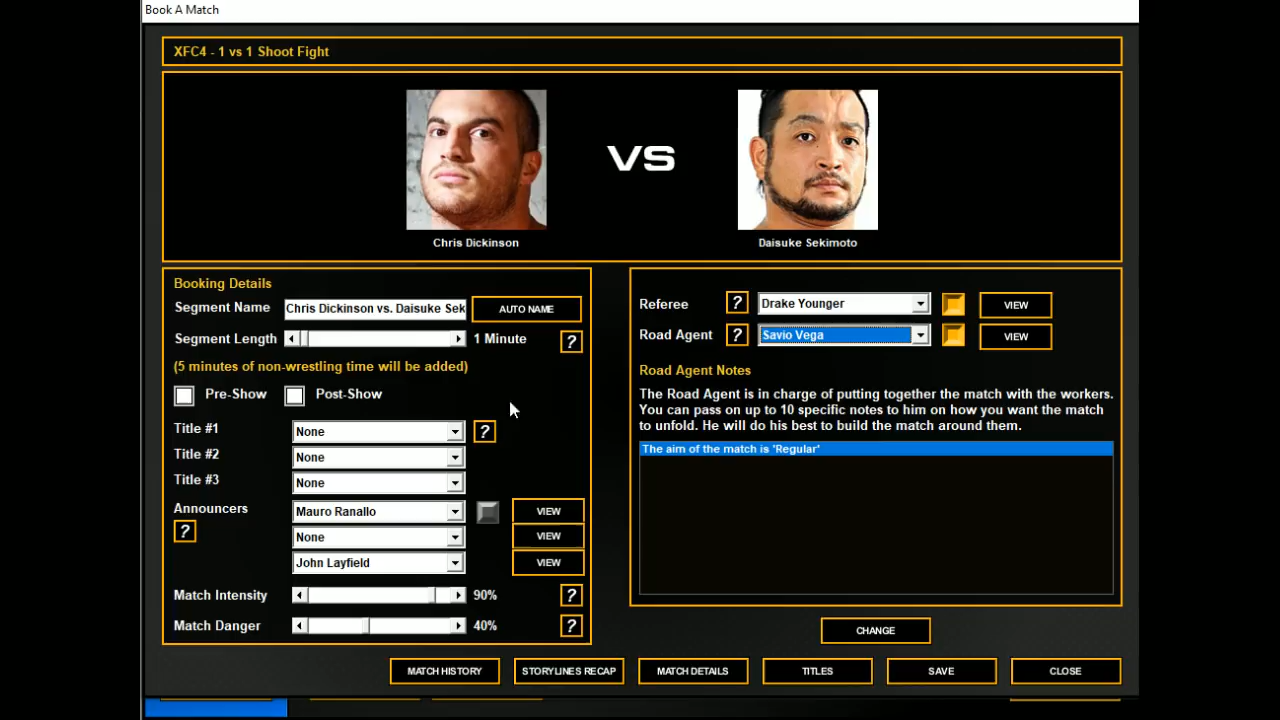 Book A Match
XFC4 - 1 vs 1 Shoot Fight
VS
Chris Dickinson
Daisuke Sekimoto
Booking Details
Segment Name
Chris Dickinson vs. Daisuke Sek
AUTO NAME
Segment Length
1 Minute
?
(5 minutes of non-wrestling time will be added)
Pre-Show
Post-Show
Title #1
None
?
Title #2
None
Title #3
None
Announcers
Mauro Ranallo
VIEW
?
None
VIEW
John Layfield
VIEW
Match Intensity
90%
?
Match Danger
40%
?
Referee
?
Drake Younger
VIEW
Road Agent
?
Savio Vega
VIEW
Road Agent Notes
The Road Agent is in charge of putting together the match with the workers.
You can pass on up to 10 specific notes to him on how you want the match
to unfold. He will do his best to build the match around them.
The aim of the match is 'Regular'
CHANGE
MATCH HISTORY
STORYLINES RECAP
MATCH DETAILS
TITLES
SAVE
CLOSE